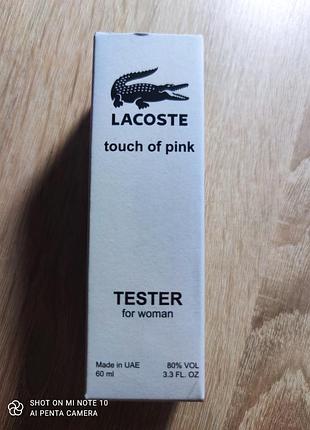 LACOSTE
touch of pink
TESTER
for woman
Made in UAE 80% VOL
60 ml 3.3 FL. OZ
SHOT ON MI NOTE 10
AI PENTA CAMERA